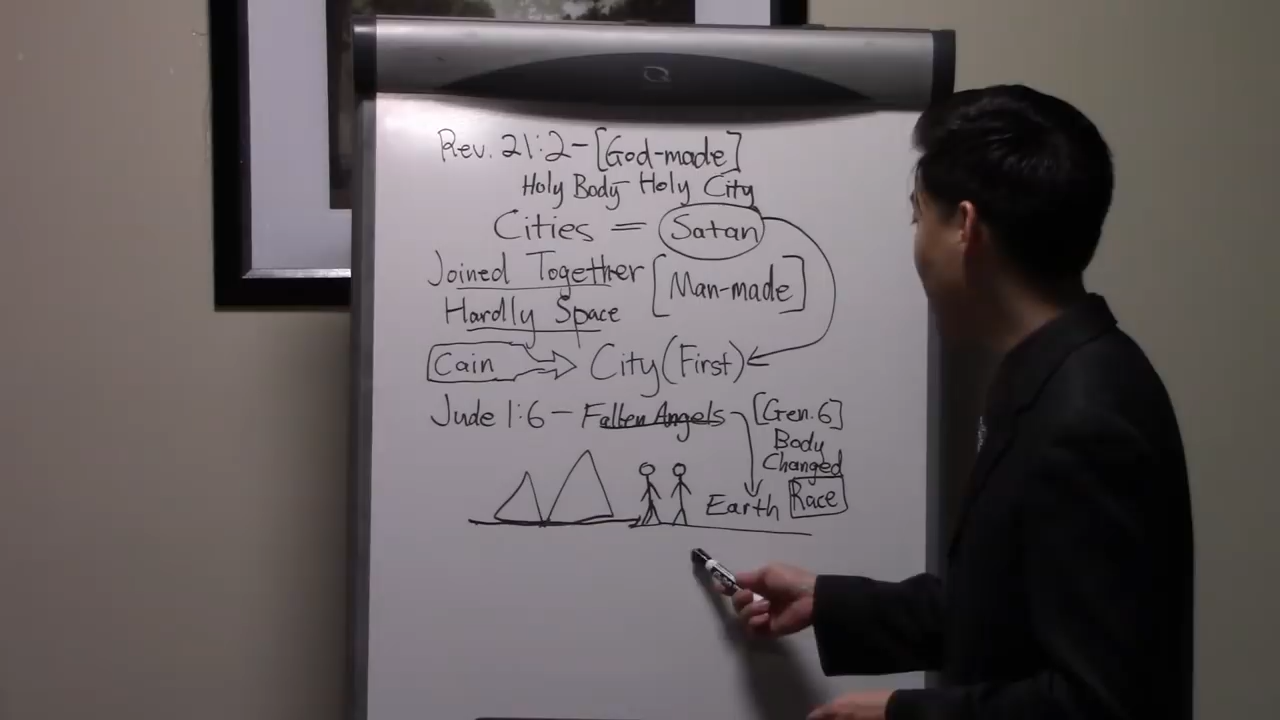 Rev. 21:2-[God-made]
Holy Body Holy City
Cities = Satan
Joined Together [Man-made]
Hardly Space
Cain City (First)
Jude 1:6 - Fallen Angels [Gen. 6]
Body
Changed
Earth Race